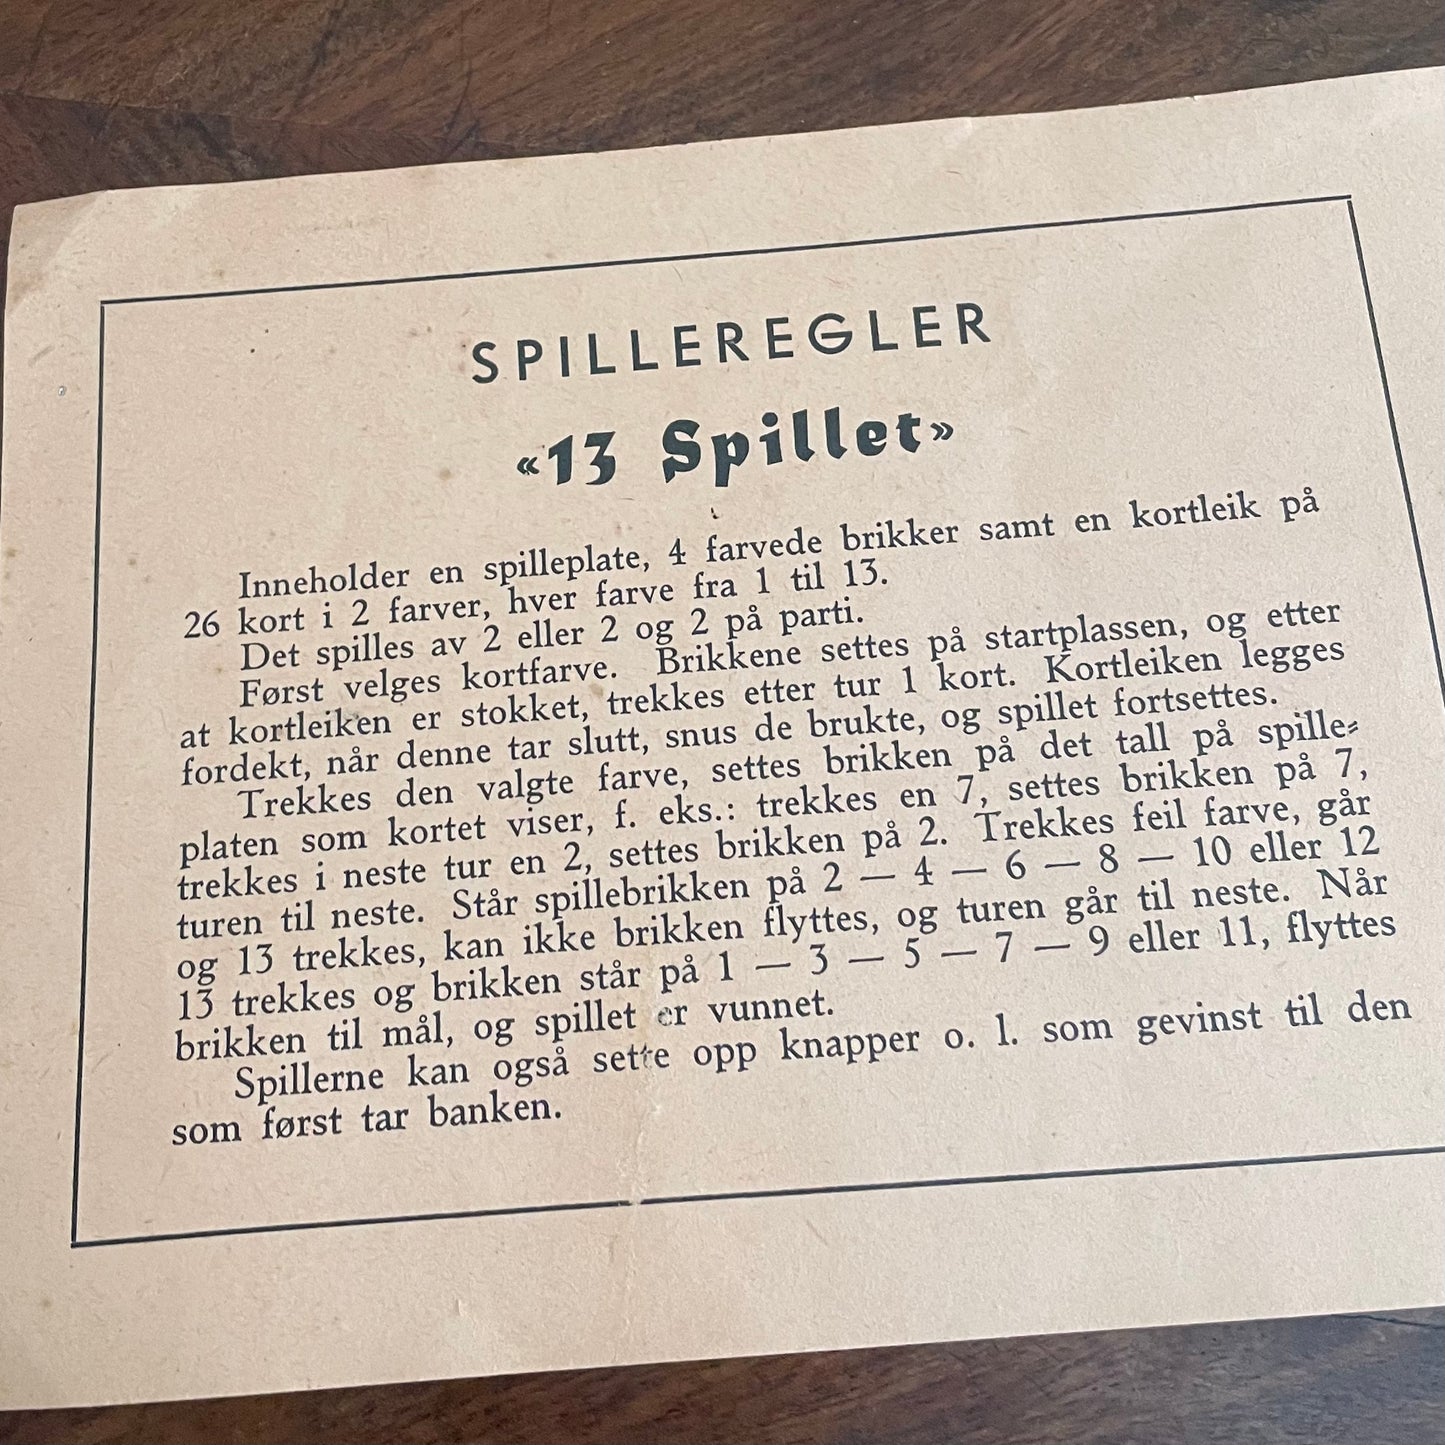 SPILLEREGLER
«13 Spillet»
Inneholder en spilleplate, 4 farvede brikker samt en kortleik på
26 kort i 2 farver, hver farve fra 1 til 13.
Det spilles av 2 eller 2 og 2 på parti.
Først velges kortfarve. Brikkene settes på startplassen, og etter
at kortleiken er stokket, trekkes etter tur 1 kort. Kortleiken legges
fordekt, når denne tar slutt, snus de brukte, og spillet fortsettes.
Trekkes den valgte farve, settes brikken på det tall på spille-
platen som kortet viser, f. eks.: trekkes en 7, settes brikken på 7,
trekkes i neste tur en 2, settes brikken på 2. Trekkes feil farve, går
turen til neste. Står spillebrikken på 2 — 4 — 6 — 8 — 10 eller 12
og 13 trekkes, kan ikke brikken flyttes, og turen går til neste. Når
13 trekkes og brikken står på 1 — 3 — 5 — 7 — 9 eller 11, flyttes
brikken til mål, og spillet er vunnet.
Spillerne kan også sette opp knapper o. l. som gevinst til den
som først tar banken.